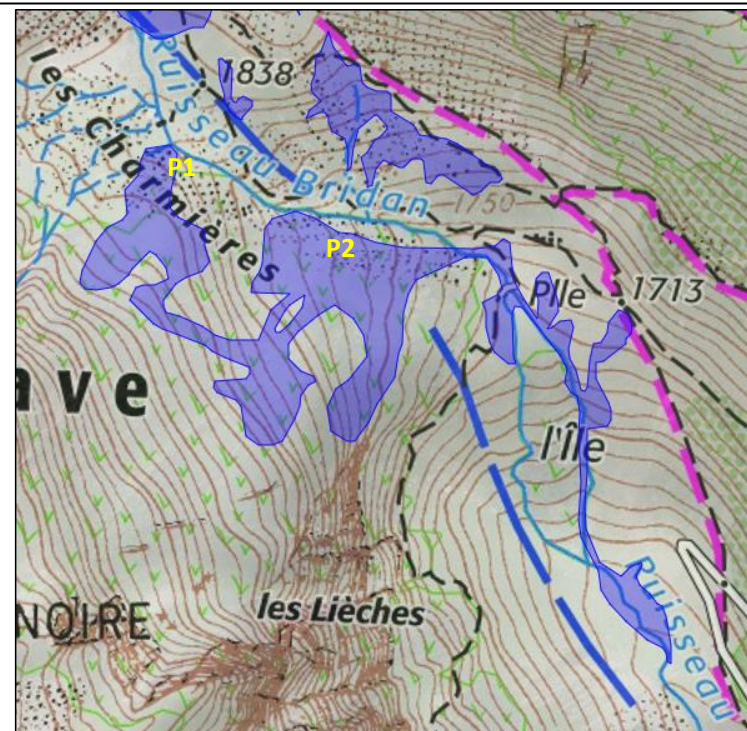 1838
Ruisseau Bridan
les Charmières
P1
1750
P2
Plle
1713
ave
l'Île
NOIRE
les Lièches
Ruisseau